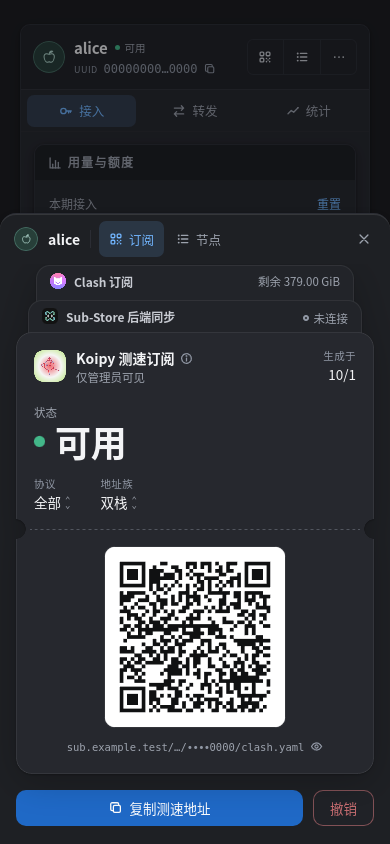 alice 可用
UUID 00000000…0000
接入 转发 统计
用量与额度
本期接入 重置
alice 订阅 节点
Clash 订阅 剩余 379.00 GiB
Sub-Store 后端同步 未连接
Koipy 测速订阅 生成于
仅管理员可见 10/1
状态
可用
协议 地址族
全部 双栈
sub.example.test/…/••••0000/clash.yaml
复制测速地址 撤销